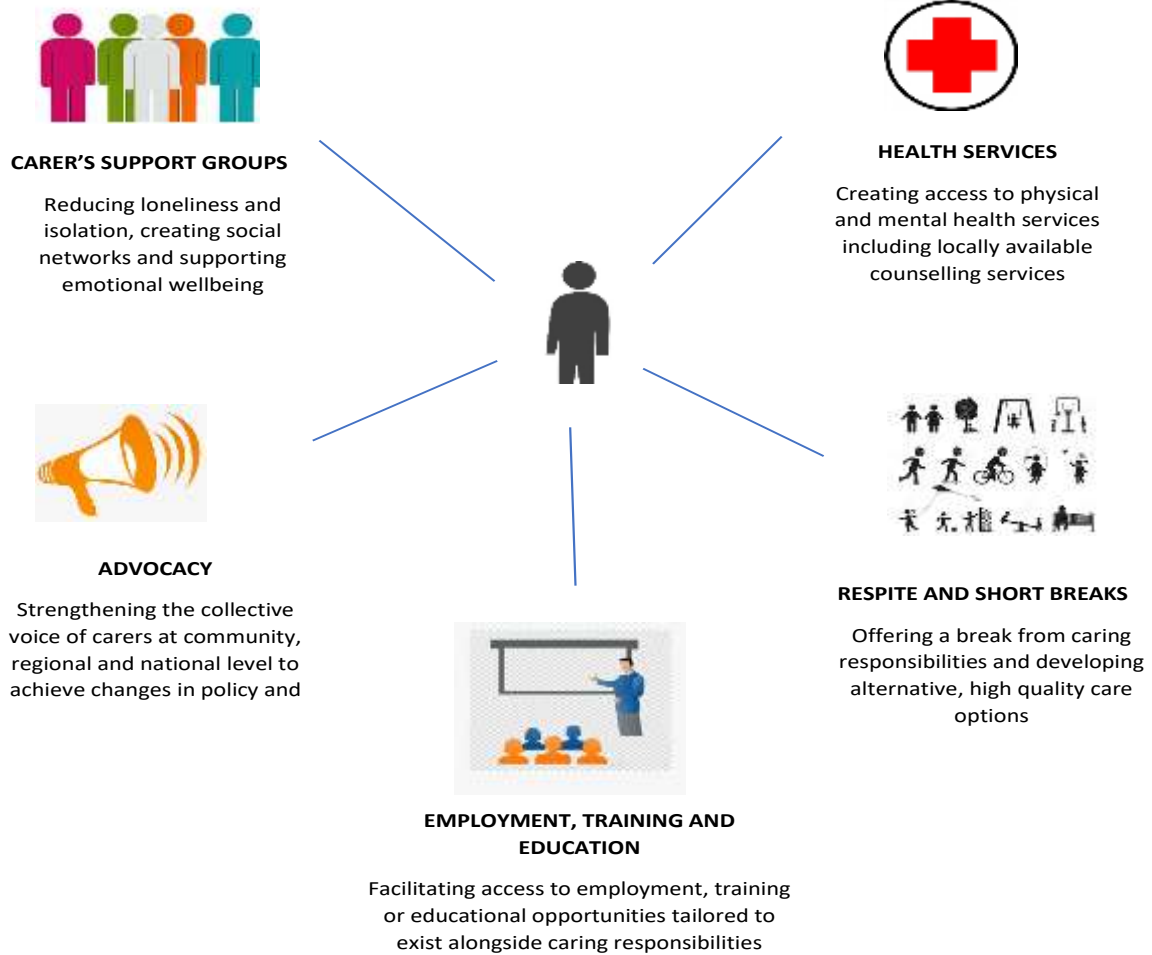 CARER'S SUPPORT GROUPS
Reducing loneliness and
isolation, creating social
networks and supporting
emotional wellbeing
HEALTH SERVICES
Creating access to physical
and mental health services
including locally available
counselling services
ADVOCACY
Strengthening the collective
voice of carers at community,
regional and national level to
achieve changes in policy and
RESPITE AND SHORT BREAKS
Offering a break from caring
responsibilities and developing
alternative, high quality care
options
EMPLOYMENT, TRAINING AND
EDUCATION
Facilitating access to employment, training
or educational opportunities tailored to
exist alongside caring responsibilities